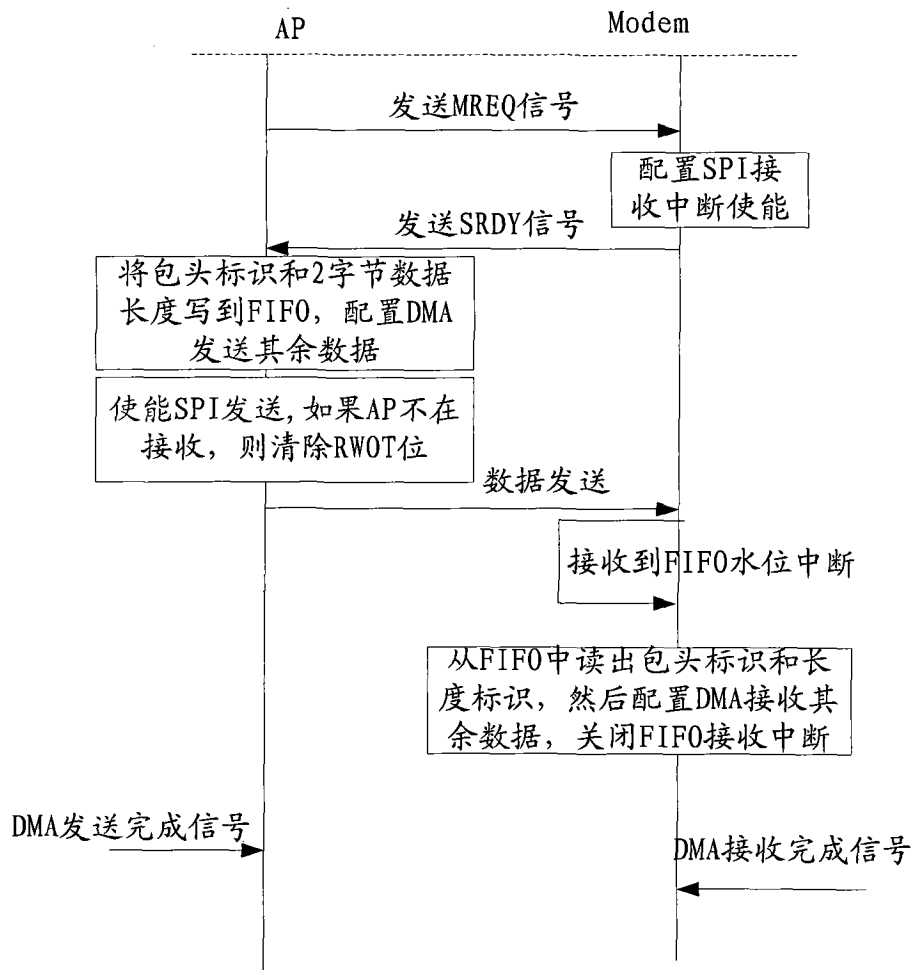 AP
Modem
发送MREQ信号
配置SPI接
收中断使能
发送SRDY信号
将包头标识和2字节数据
长度写到FIFO，配置DMA
发送其余数据
使能SPI发送,如果AP不在
接收，则清除RWOT位
数据发送
接收到FIFO水位中断
从FIFO中读出包头标识和长
度标识，然后配置DMA接收其
余数据，关闭FIFO接收中断
DMA发送完成信号
DMA接收完成信号